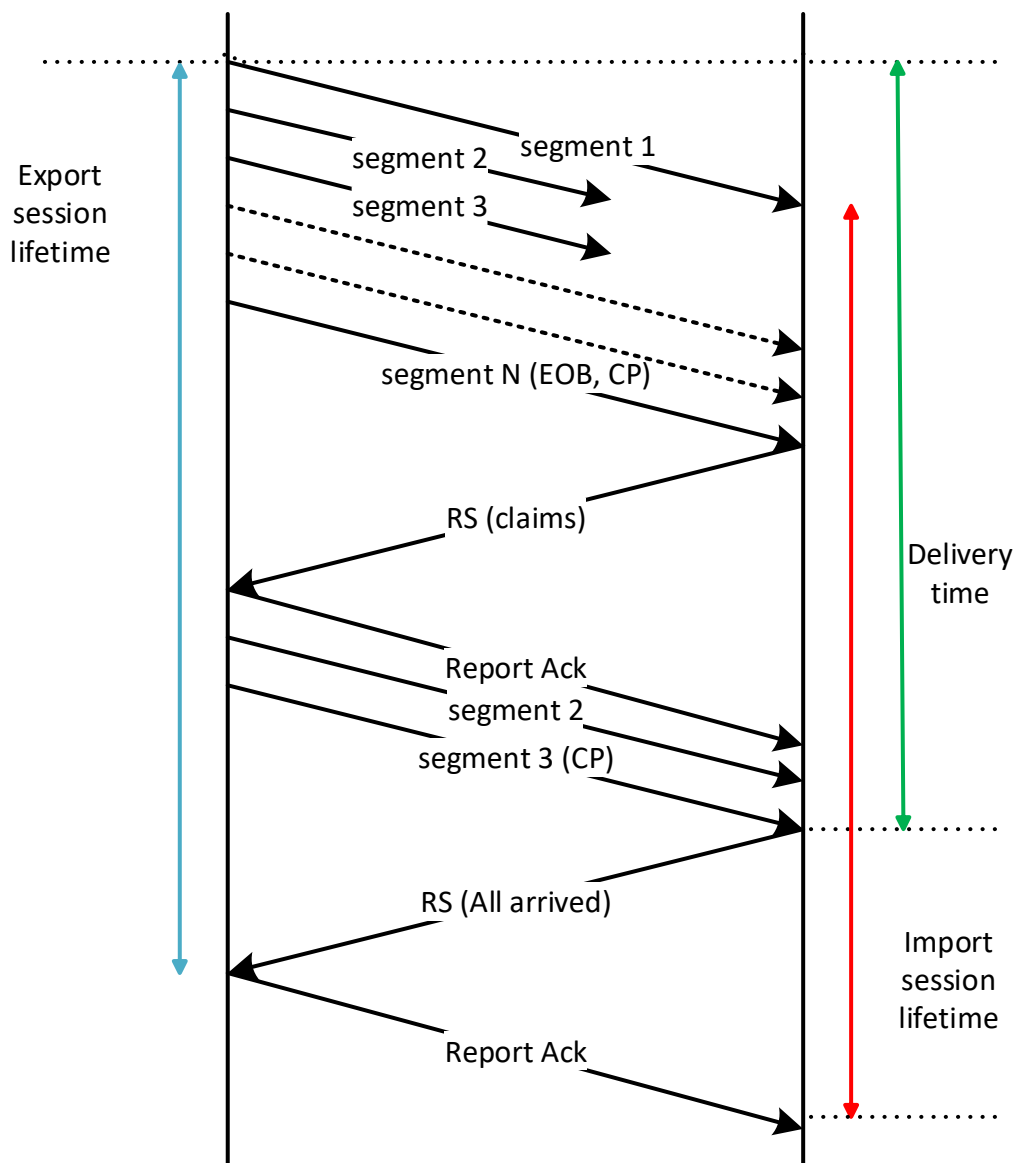 segment 1
segment 2
Export
session
lifetime
segment 3
segment N (EOB, CP)
RS (claims)
Delivery
time
Report Ack
segment 2
segment 3 (CP)
RS (All arrived)
Import
session
lifetime
Report Ack